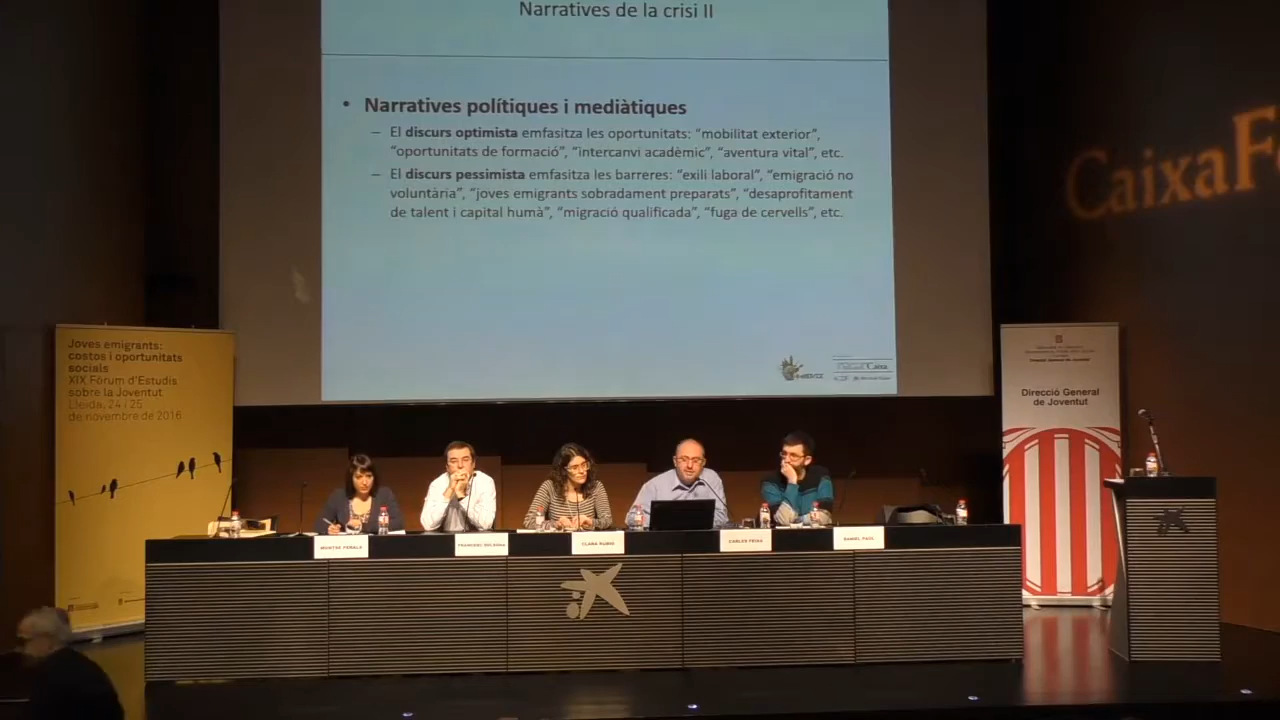 Narratives de la crisi II
• Narratives polítiques i mediàtiques
– El discurs optimista emfasitza les oportunitats: “mobilitat exterior”,
“oportunitats de formació”, “intercanvi acadèmic”, “aventura vital”, etc.
– El discurs pessimista emfasitza les barreres: “exili laboral”, “emigració no
voluntària”, “joves emigrants sobradament preparats”, “desaprofitament
de talent i capital humà”, “migració qualificada”, “fuga de cervells”, etc.
CaixaF
Joves emigrants:
costos i oportunitats
socials
XIX Fòrum d'Estudis
sobre la Joventut
Lleida, 24 i 25
de novembre de 2016
Direcció General
de Joventut
CLARA RUBIO
CARLES FEIXA